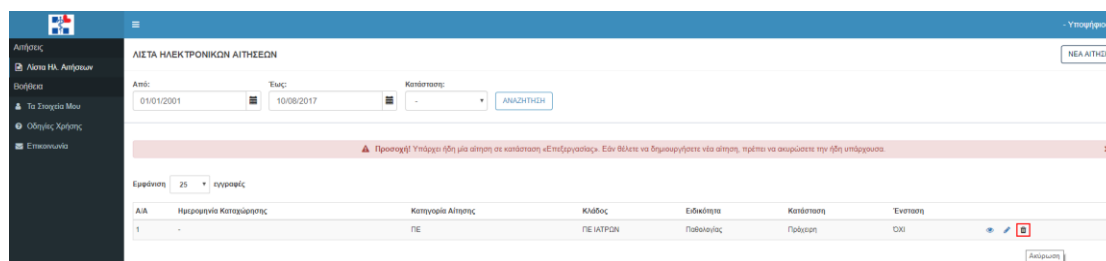 - Υποψήφιο
Αιτήσεις
Λίστα Ηλ. Αιτήσεων
Βοήθεια
Τα Στοιχεία Μου
Οδηγίες Χρήσης
Επικοινωνία
ΛΙΣΤΑ ΗΛΕΚΤΡΟΝΙΚΩΝ ΑΙΤΗΣΕΩΝ
ΝΕΑ ΑΙΤΗΣ
Από: Έως: Κατάσταση:
01/01/2001 10/08/2017 - ΑΝΑΖΗΤΗΣΗ
Προσοχή! Υπάρχει ήδη μία αίτηση σε κατάσταση «Επεξεργασίας». Εάν θέλετε να δημιουργήσετε νέα αίτηση, πρέπει να ακυρώσετε την ήδη υπάρχουσα.
Εμφάνιση 25 εγγραφές
Α/Α Ημερομηνία Καταχώρησης Κατηγορία Αίτησης Κλάδος Ειδικότητα Κατάσταση Ένσταση
1 - ΠΕ ΠΕ ΙΑΤΡΩΝ Παθολογίας Πρόχειρη ΌΧΙ
Ακύρωση